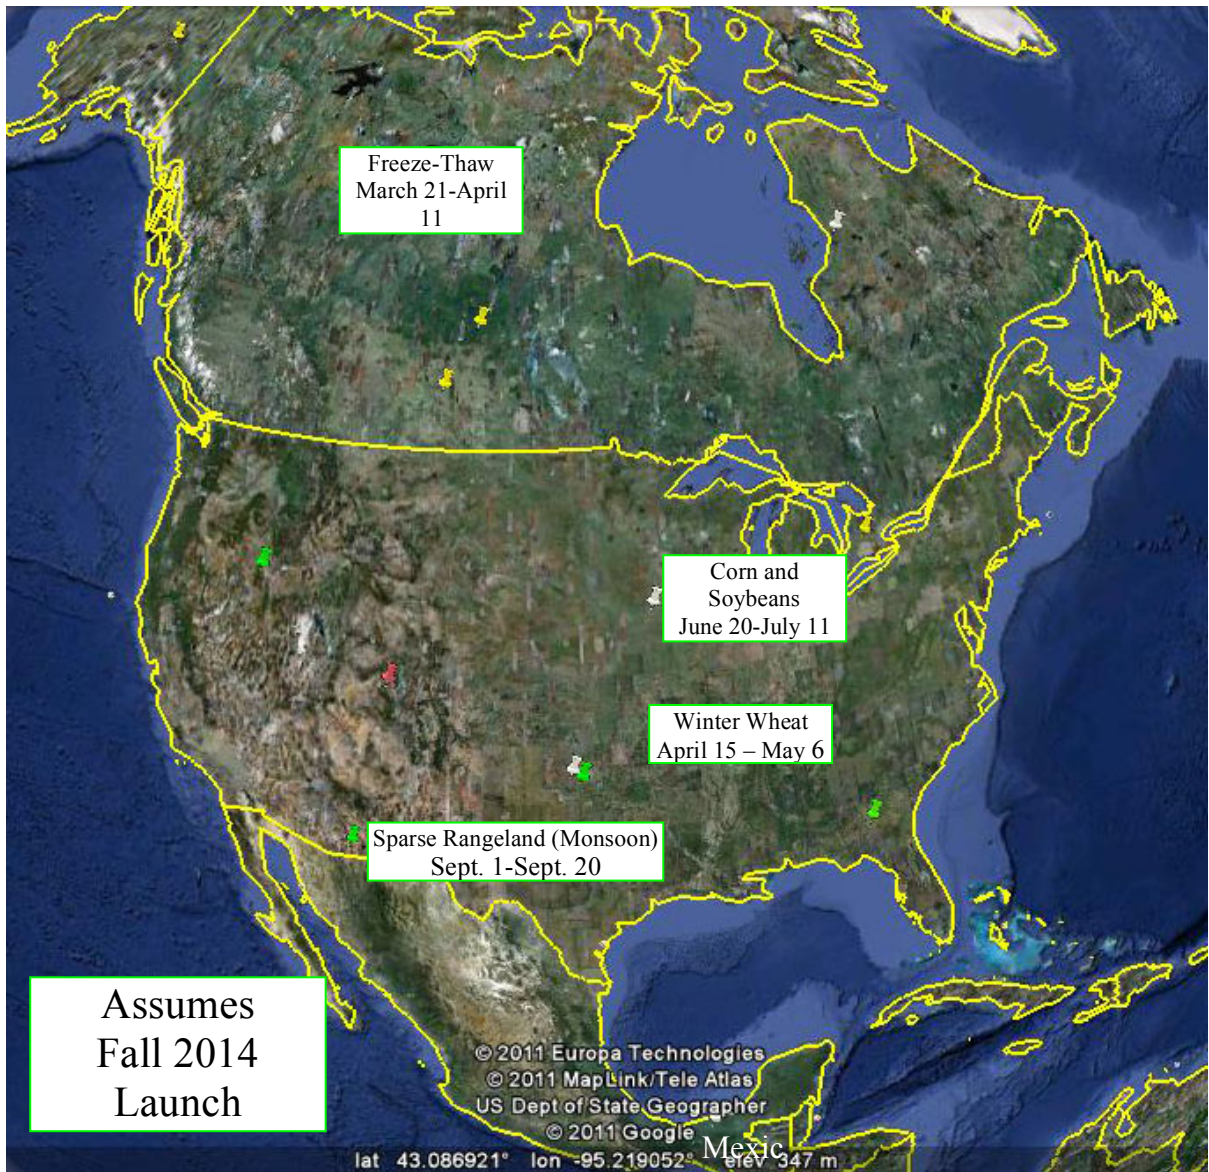 Freeze-Thaw
March 21-April
11
Corn and
Soybeans
June 20-July 11
Winter Wheat
April 15 – May 6
Sparse Rangeland (Monsoon)
Sept. 1-Sept. 20
Assumes
Fall 2014
Launch
© 2011 Europa Technologies
© 2011 MapLink/Tele Atlas
US Dept of State Geographer
© 2011 Google
Mexic
lat 43.086921° lon -95.219052° elev 347 m